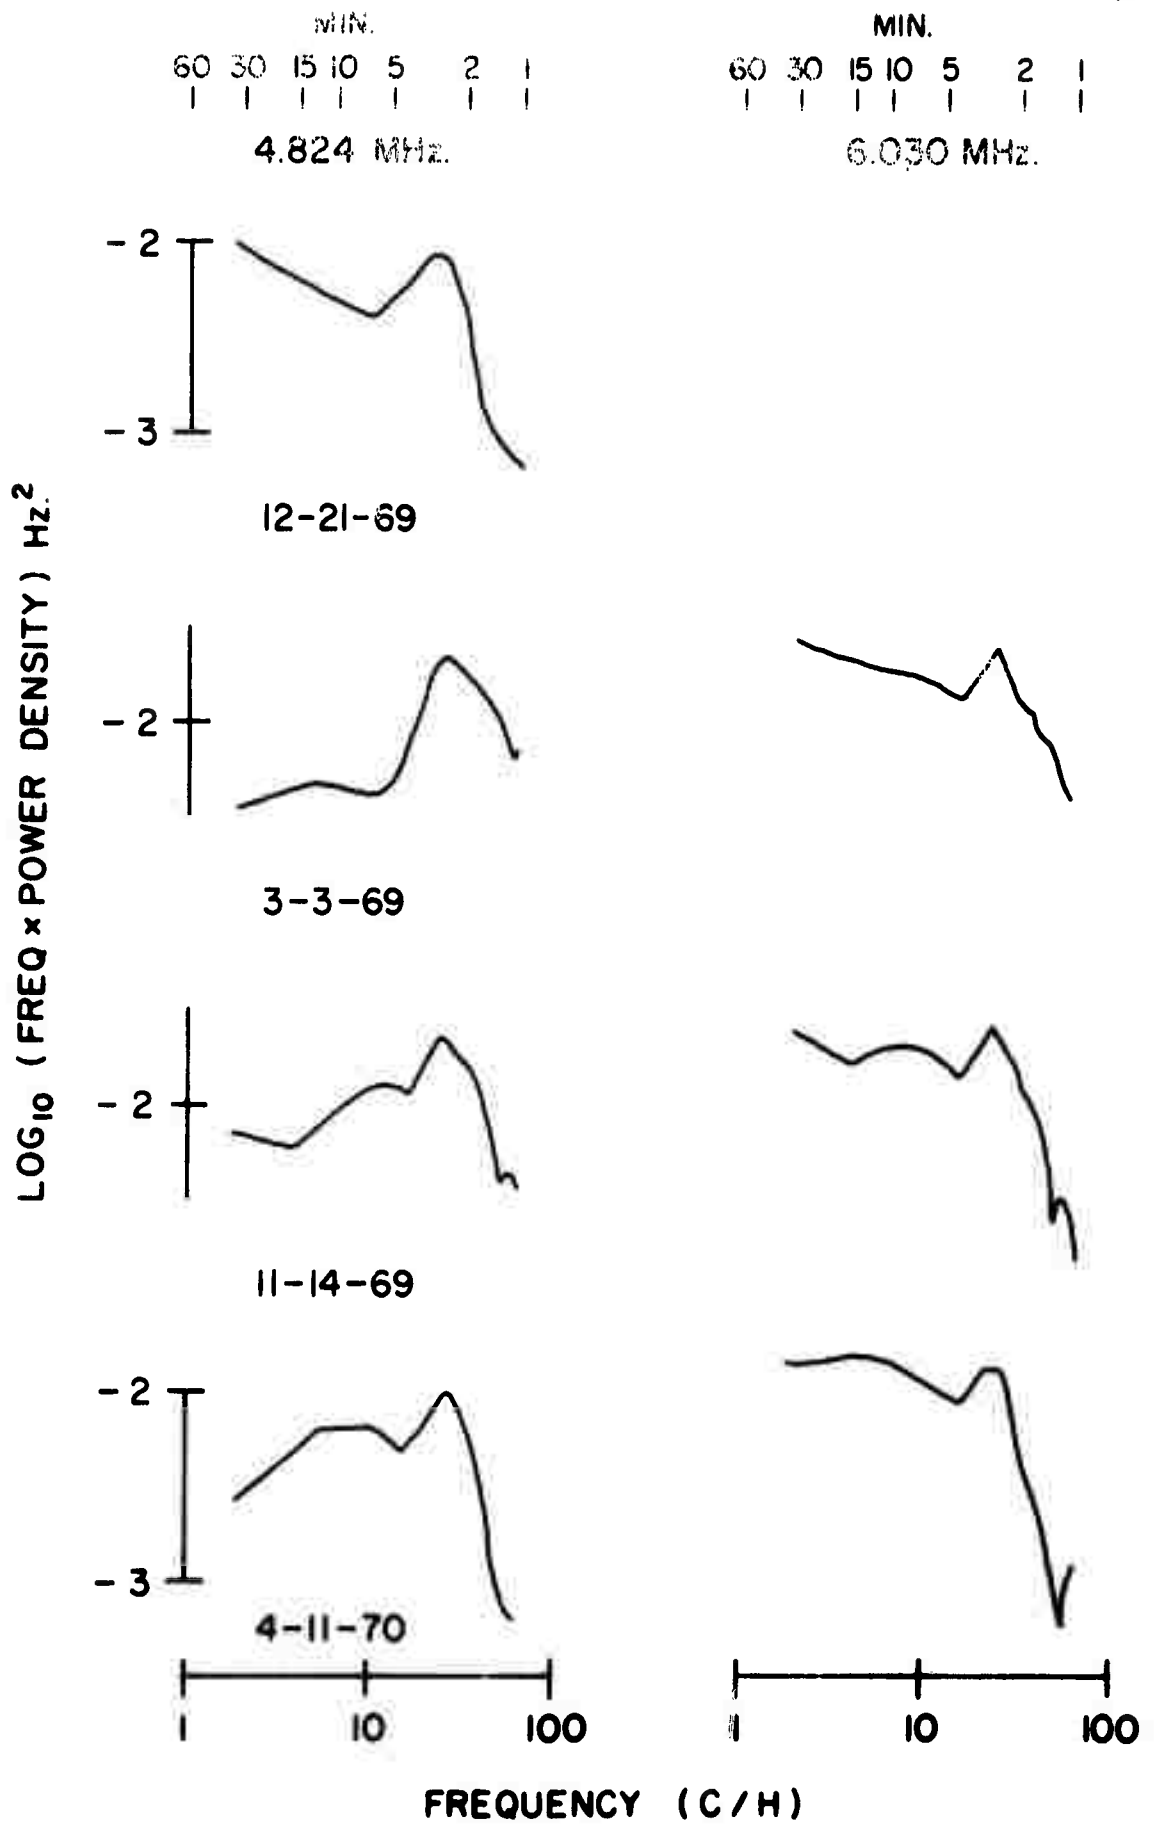 MIN. MIN.
60 30 15 10 5 2 1 60 30 15 10 5 2 1
4.824 MHz. 6.030 MHz.
-2
-3
12-21-69
-2
3-3-69
-2
11-14-69
-2
-3
4-11-70
1 10 100 1 10 100
FREQUENCY (C/H)
LOG10 (FREQ x POWER DENSITY) Hz.2